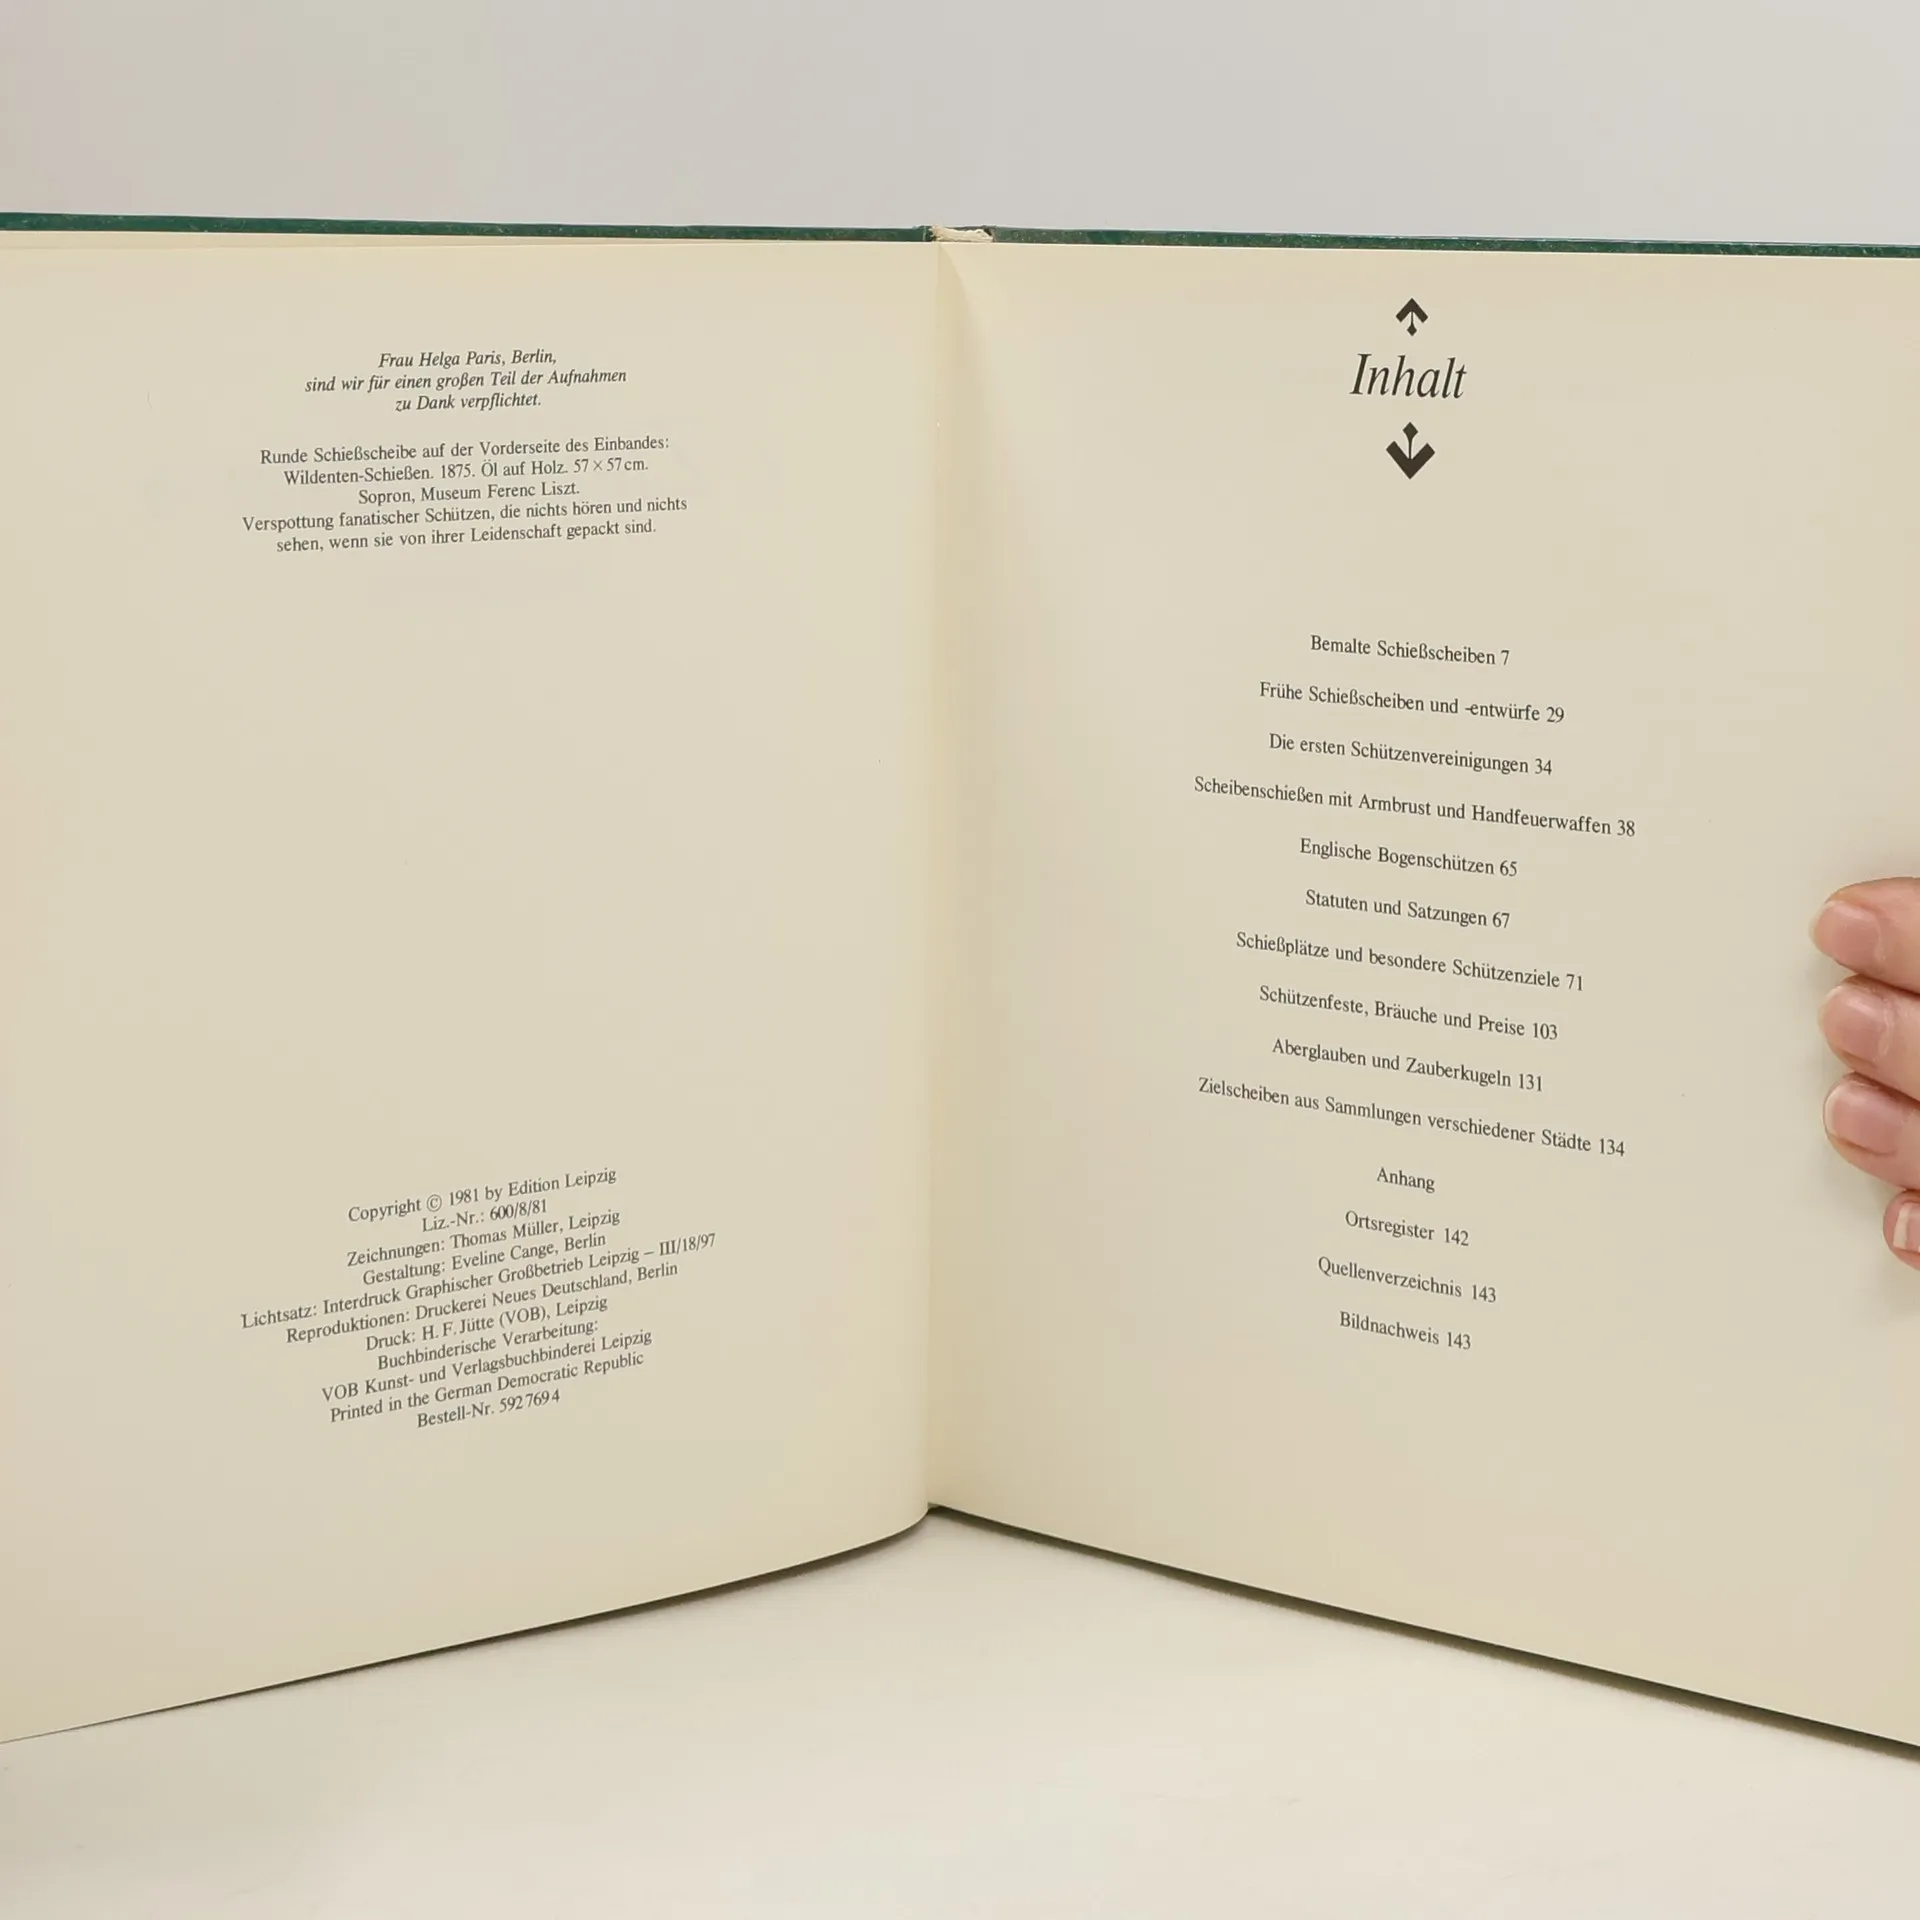 Frau Helga Paris, Berlin,
sind wir für einen großen Teil der Aufnahmen
zu Dank verpflichtet.
Runde Schießscheibe auf der Vorderseite des Einbandes:
Wildenten-Schießen. 1875. Öl auf Holz. 57 × 57 cm.
Sopron, Museum Ferenc Liszt.
Verspottung fanatischer Schützen, die nichts hören und nichts
sehen, wenn sie von ihrer Leidenschaft gepackt sind.
Copyright © 1981 by Edition Leipzig
Liz.-Nr.: 600/8/81
Zeichnungen: Thomas Müller, Leipzig
Gestaltung: Eveline Cange, Berlin
Lichtsatz: Interdruck Graphischer Großbetrieb Leipzig – III/18/97
Reproduktionen: Druckerei Neues Deutschland, Berlin
Druck: H. F. Jütte (VOB), Leipzig
Buchbinderische Verarbeitung:
VOB Kunst- und Verlagsbuchbinderei Leipzig
Printed in the German Democratic Republic
Bestell-Nr. 592 769 4
Inhalt
Bemalte Schießscheiben 7
Frühe Schießscheiben und -entwürfe 29
Die ersten Schützenvereinigungen 34
Scheibenschießen mit Armbrust und Handfeuerwaffen 38
Englische Bogenschützen 65
Statuten und Satzungen 67
Schießplätze und besondere Schützenziele 71
Schützenfeste, Bräuche und Preise 103
Aberglauben und Zauberkugeln 131
Zielscheiben aus Sammlungen verschiedener Städte 134
Anhang
Ortsregister 142
Quellenverzeichnis 143
Bildnachweis 143